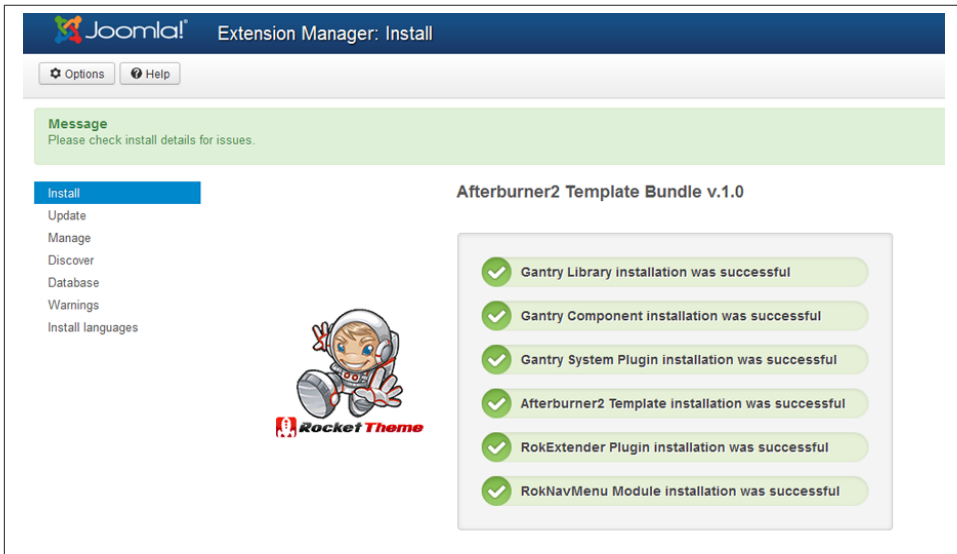 Joomla!® Extension Manager: Install
Options Help
Message
Please check install details for issues.
Install
Update
Manage
Discover
Database
Warnings
Install languages
Rocket Theme
Afterburner2 Template Bundle v.1.0
Gantry Library installation was successful
Gantry Component installation was successful
Gantry System Plugin installation was successful
Afterburner2 Template installation was successful
RokExtender Plugin installation was successful
RokNavMenu Module installation was successful